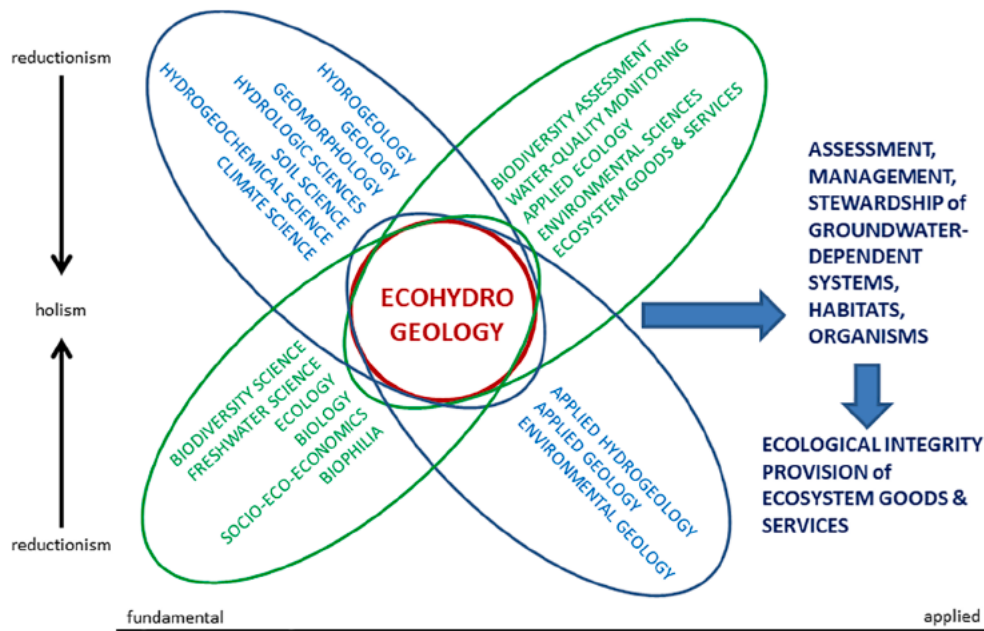 reductionism
holism
reductionism
HYDROGEOLOGY
GEOLOGY
GEOMORPHOLOGY
HYDROLOGIC SCIENCES
SOIL SCIENCE
HYDROGEOCHEMICAL SCIENCE
CLIMATE SCIENCE
BIODIVERSITY ASSESSMENT
WATER-QUALITY MONITORING
APPLIED ECOLOGY
ENVIRONMENTAL SCIENCES
ECOSYSTEM GOODS & SERVICES
ECOHYDRO
GEOLOGY
BIODIVERSITY SCIENCE
FRESHWATER SCIENCE
ECOLOGY
BIOLOGY
SOCIO-ECO-ECONOMICS
BIOPHILIA
APPLIED HYDROGEOLOGY
APPLIED GEOLOGY
ENVIRONMENTAL GEOLOGY
ASSESSMENT,
MANAGEMENT,
STEWARDSHIP of
GROUNDWATER-
DEPENDENT
SYSTEMS,
HABITATS,
ORGANISMS
ECOLOGICAL INTEGRITY
PROVISION of
ECOSYSTEM GOODS &
SERVICES
fundamental
applied